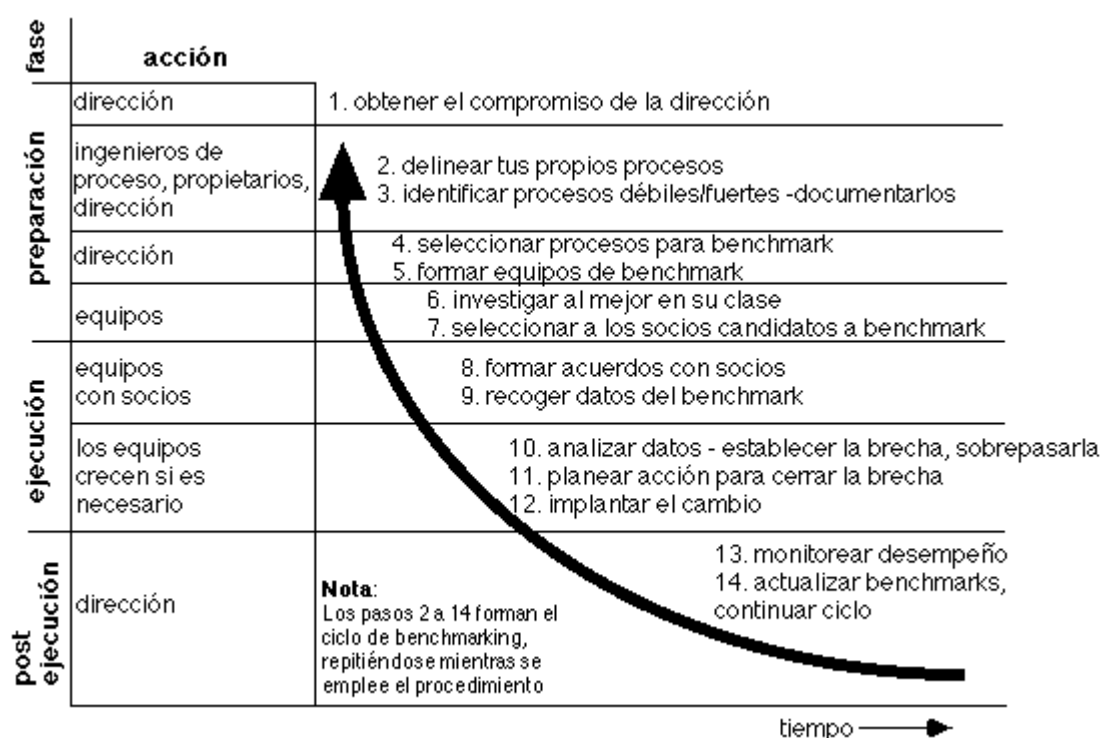 fase
acción
preparación
dirección
1. obtener el compromiso de la dirección
ingenieros de
proceso, propietarios,
dirección
2. delinear tus propios procesos
3. identificar procesos débiles/fuertes -documentarlos
dirección
4. seleccionar procesos para benchmark
5. formar equipos de benchmark
equipos
6. investigar al mejor en su clase
7. seleccionar a los socios candidatos a benchmark
ejecución
equipos
con socios
8. formar acuerdos con socios
9. recoger datos del benchmark
los equipos
crecen si es
necesario
10. analizar datos - establecer la brecha, sobrepasarla
11. planear acción para cerrar la brecha
12. implantar el cambio
post
ejecución
dirección
Nota:
Los pasos 2 a 14 forman el
ciclo de benchmarking,
repitiéndose mientras se
emplee el procedimiento
13. monitorear desempeño
14. actualizar benchmarks,
continuar ciclo
tiempo